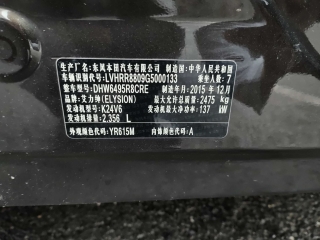 生产厂名:东风本田汽车有限公司 制造国:中华人民共和国
车辆识别代号:LVHRR8809G5000133 乘坐人数:7
整车型号:DHW6495R8CRE 制造年月:2015年12月
品牌:艾力绅(ELYSION) 最大允许总质量:2475 kg
发动机型号:K24V6 发动机最大净功率:137 kW
发动机排量:2.356 L
外观颜色代码:YR615M 内饰颜色代码:A